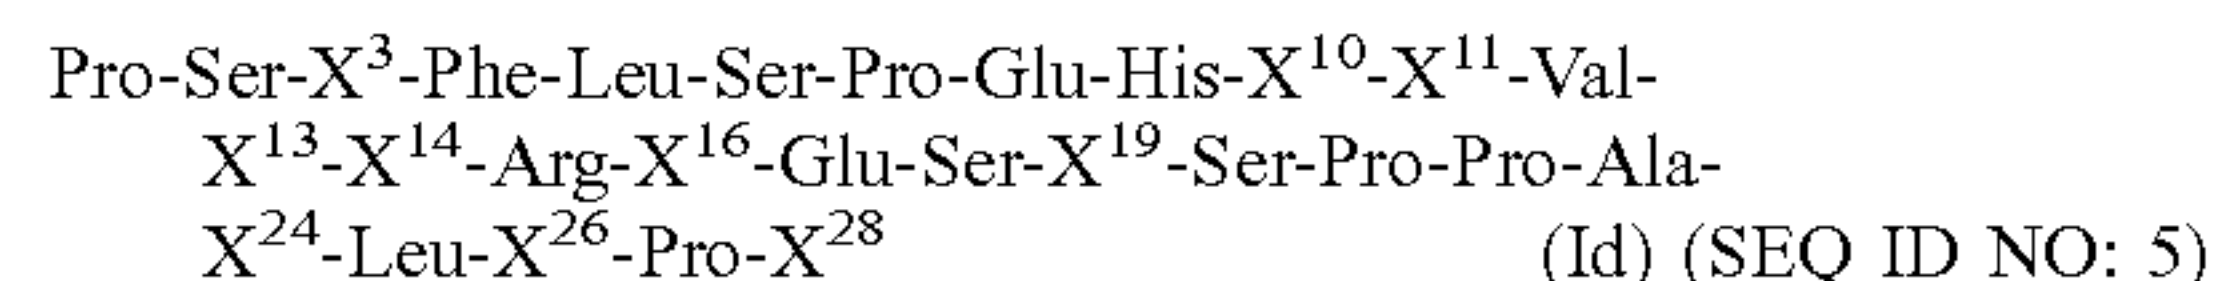 Pro-Ser-X³-Phe-Leu-Ser-Pro-Glu-His-X¹⁰-X¹¹-Val-
X¹³-X¹⁴-Arg-X¹⁶-Glu-Ser-X¹⁹-Ser-Pro-Pro-Ala-
X²⁴-Leu-X²⁶-Pro-X²⁸ (Id) (SEQ ID NO: 5)